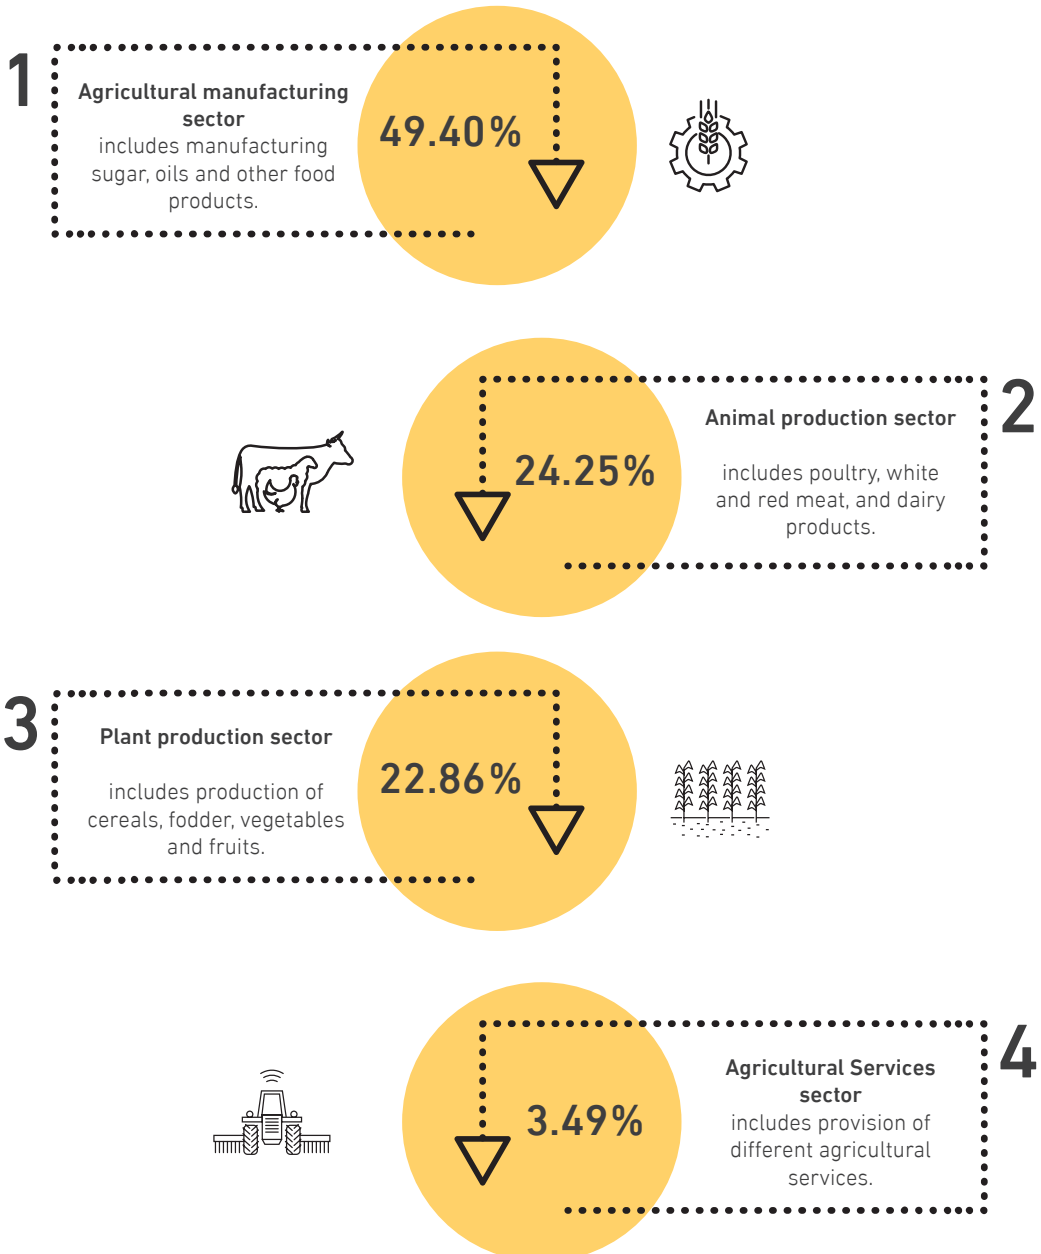 1
Agricultural manufacturing
sector
includes manufacturing
sugar, oils and other food
products.
49.40%
2
Animal production sector
includes poultry, white
and red meat, and dairy
products.
24.25%
3
Plant production sector
includes production of
cereals, fodder, vegetables
and fruits.
22.86%
4
Agricultural Services
sector
includes provision of
different agricultural
services.
3.49%